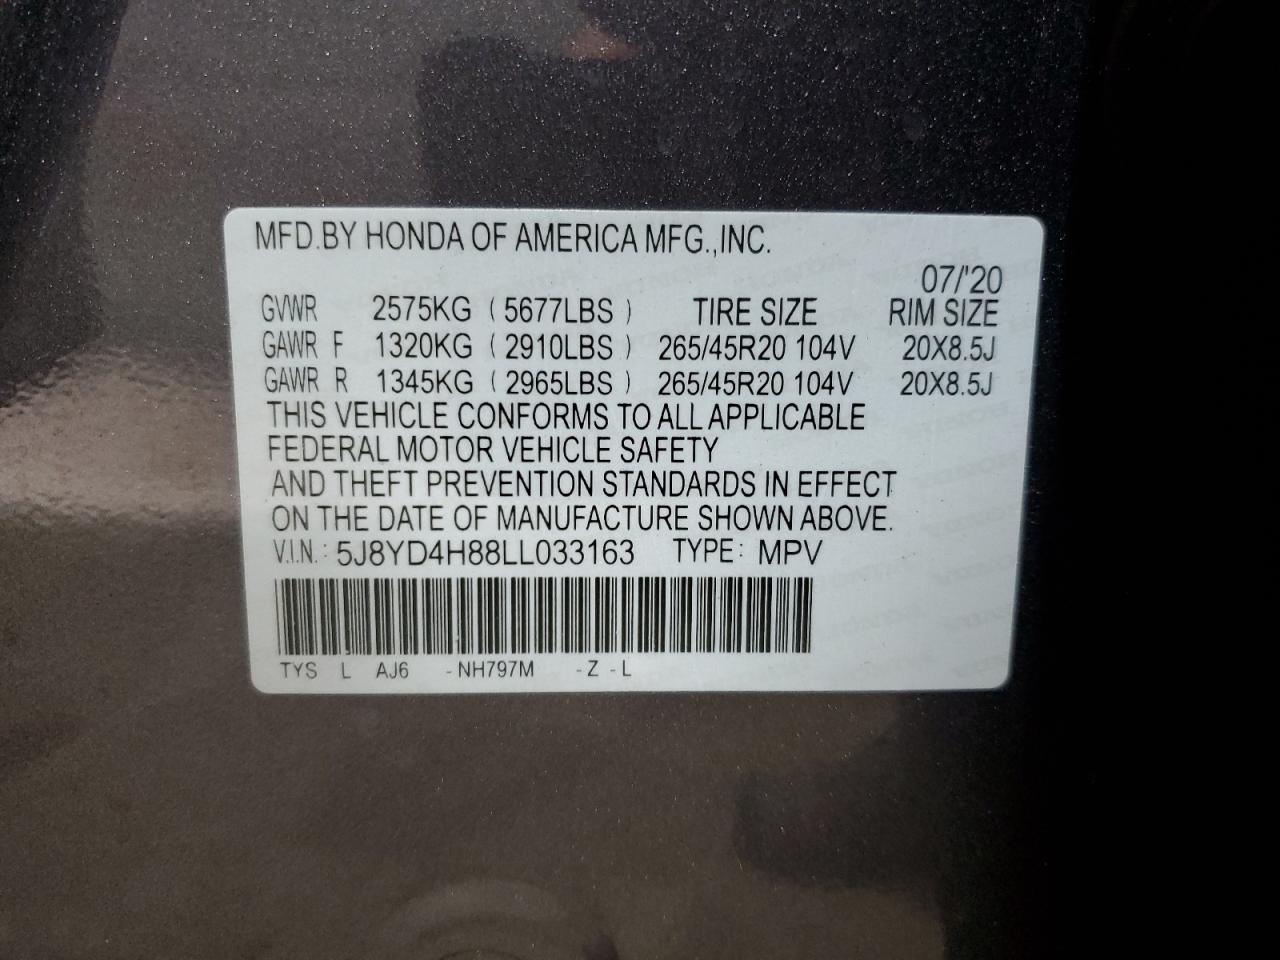 MFD.BY HONDA OF AMERICA MFG.,INC.
07/'20
GVWR 2575KG ( 5677LBS ) TIRE SIZE RIM SIZE
GAWR F 1320KG ( 2910LBS ) 265/45R20 104V 20X8.5J
GAWR R 1345KG ( 2965LBS ) 265/45R20 104V 20X8.5J
THIS VEHICLE CONFORMS TO ALL APPLICABLE
FEDERAL MOTOR VEHICLE SAFETY
AND THEFT PREVENTION STANDARDS IN EFFECT
ON THE DATE OF MANUFACTURE SHOWN ABOVE.
V.I.N.: 5J8YD4H88LL033163 TYPE: MPV
TYS L AJ6 -NH797M -Z -L